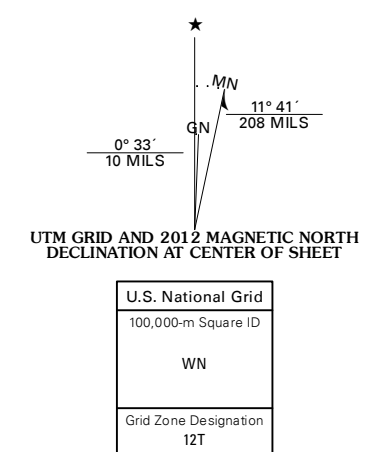 ★
MN
11° 41´
208 MILS
GN
0° 33´
10 MILS
UTM GRID AND 2012 MAGNETIC NORTH
DECLINATION AT CENTER OF SHEET
U.S. National Grid
100,000-m Square ID
WN
Grid Zone Designation
12T